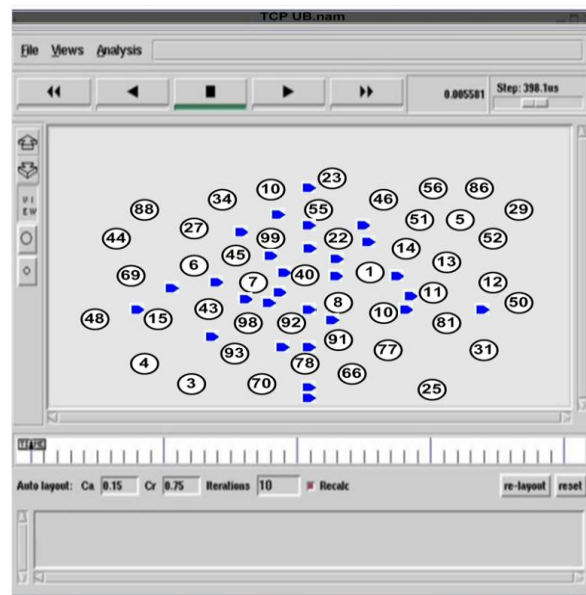 TCP UB.nam
File Views Analysis
0.005581 Step: 398.1us
23
10 56 86
34 46
88 55 29
51 5
27
44 99 22 52
14
45
6 13
69 40 1
7 12
11
8 50
43 10
48 15 98 92 81
91
93 77 31
4 78
66
3 70 25
TIME
Auto layout: Ca 0.15 Cr 0.75 Iterations 10 Recalc re-layout reset